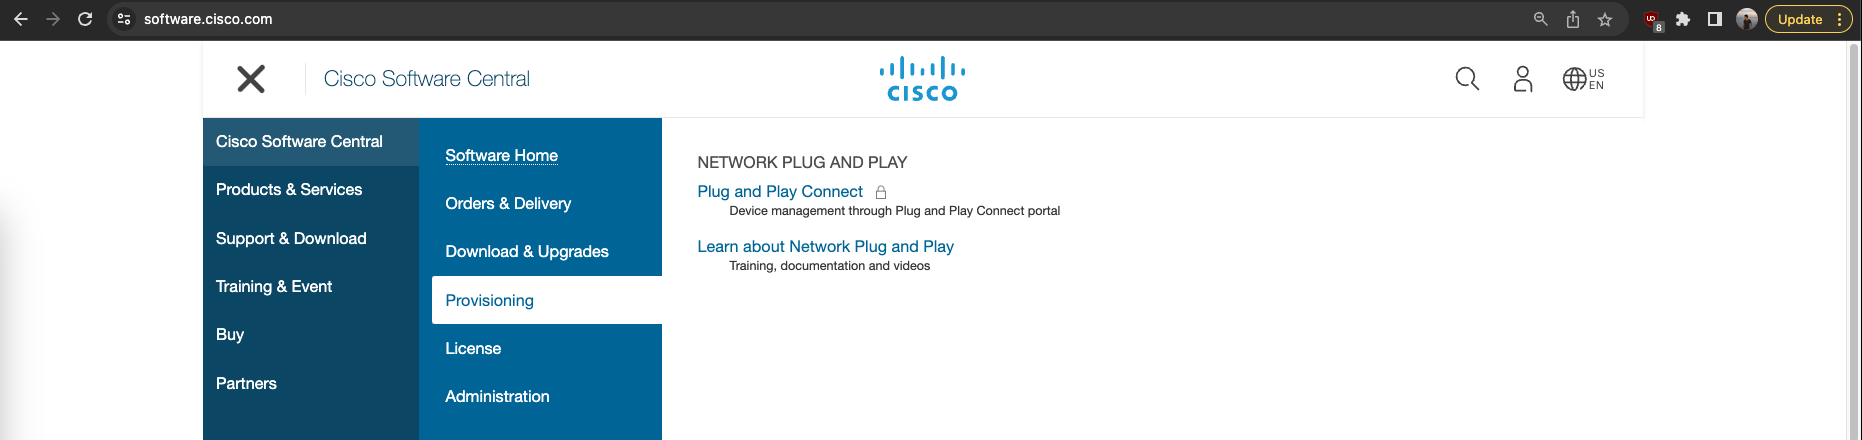 software.cisco.com
8
Update
Cisco Software Central
CISCO
US
EN
Cisco Software Central
Products & Services
Support & Download
Training & Event
Buy
Partners
Software Home
Orders & Delivery
Download & Upgrades
Provisioning
License
Administration
NETWORK PLUG AND PLAY
Plug and Play Connect
Device management through Plug and Play Connect portal
Learn about Network Plug and Play
Training, documentation and videos